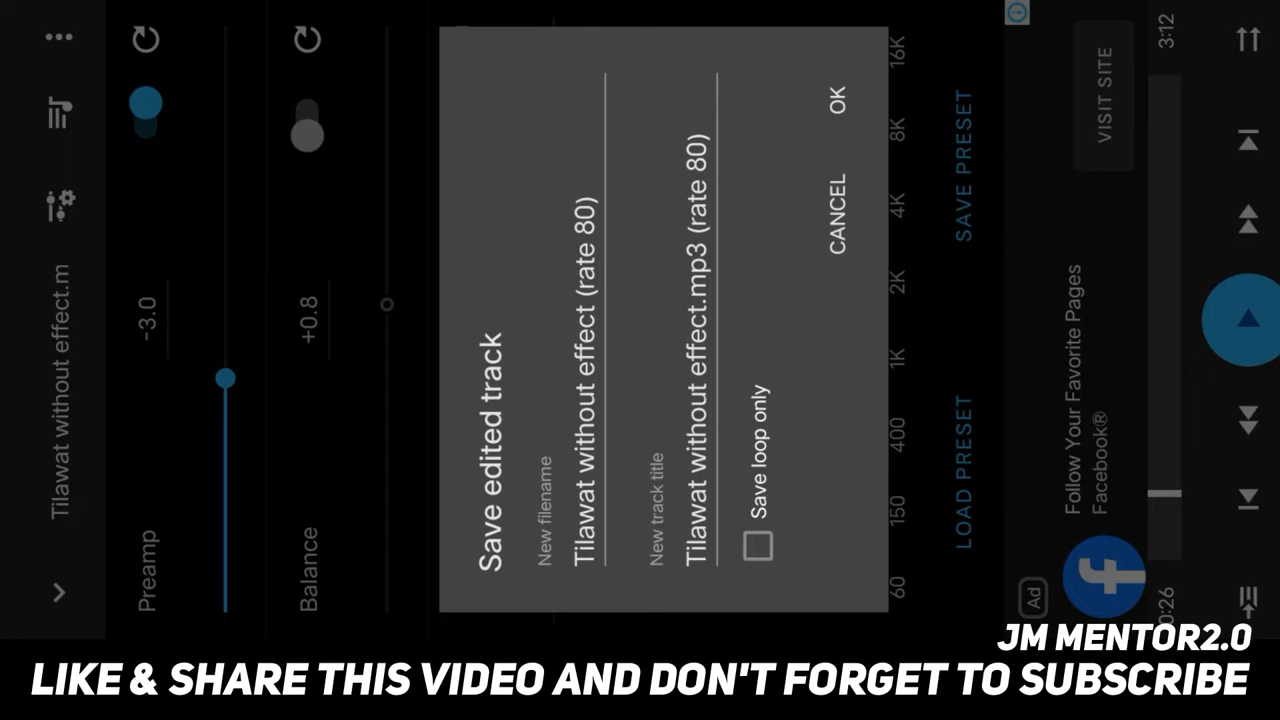 Tilawat without effect.m
Preamp
-3.0
Balance
+0.8
Save edited track
New filename
Tilawat without effect (rate 80)
New track title
Tilawat without effect.mp3 (rate 80)
Save loop only
CANCEL
OK
60 150 400 1K 2K 4K 8K 16K
LOAD PRESET
SAVE PRESET
Ad
Follow Your Favorite Pages
Facebook®
VISIT SITE
0:26
3:12
JM MENTOR2.0
LIKE & SHARE THIS VIDEO AND DON'T FORGET TO SUBSCRIBE